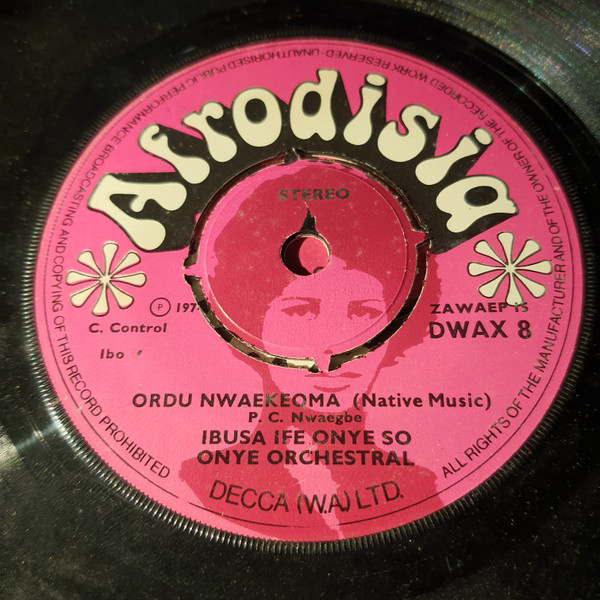 Afrodisia
STEREO
Ⓟ 197
C. Control
Ibo
ZAWAEP 15
DWAX 8
ORDU NWAEKEOMA (Native Music)
P. C. Nwaegbe
IBUSA IFE ONYE SO
ONYE ORCHESTRAL
DECCA (W.A) LTD.
ALL RIGHTS OF THE MANUFACTURER AND OF THE OWNER OF THE RECORDED WORK RESERVED · UNAUTHORISED PUBLIC PERFORMANCE BROADCASTING AND COPYING OF THIS RECORD PROHIBITED